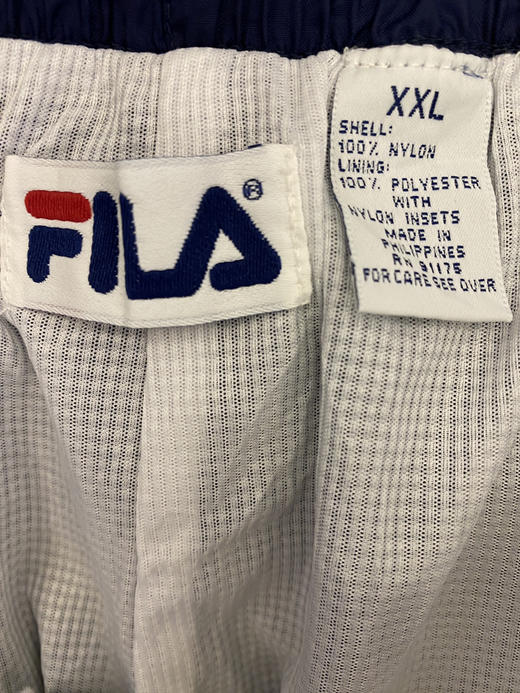 FILA®
XXL
SHELL:
100% NYLON
LINING:
100% POLYESTER
WITH
NYLON INSETS
MADE IN
PHILIPPINES
RN 91175
FOR CARE SEE OVER